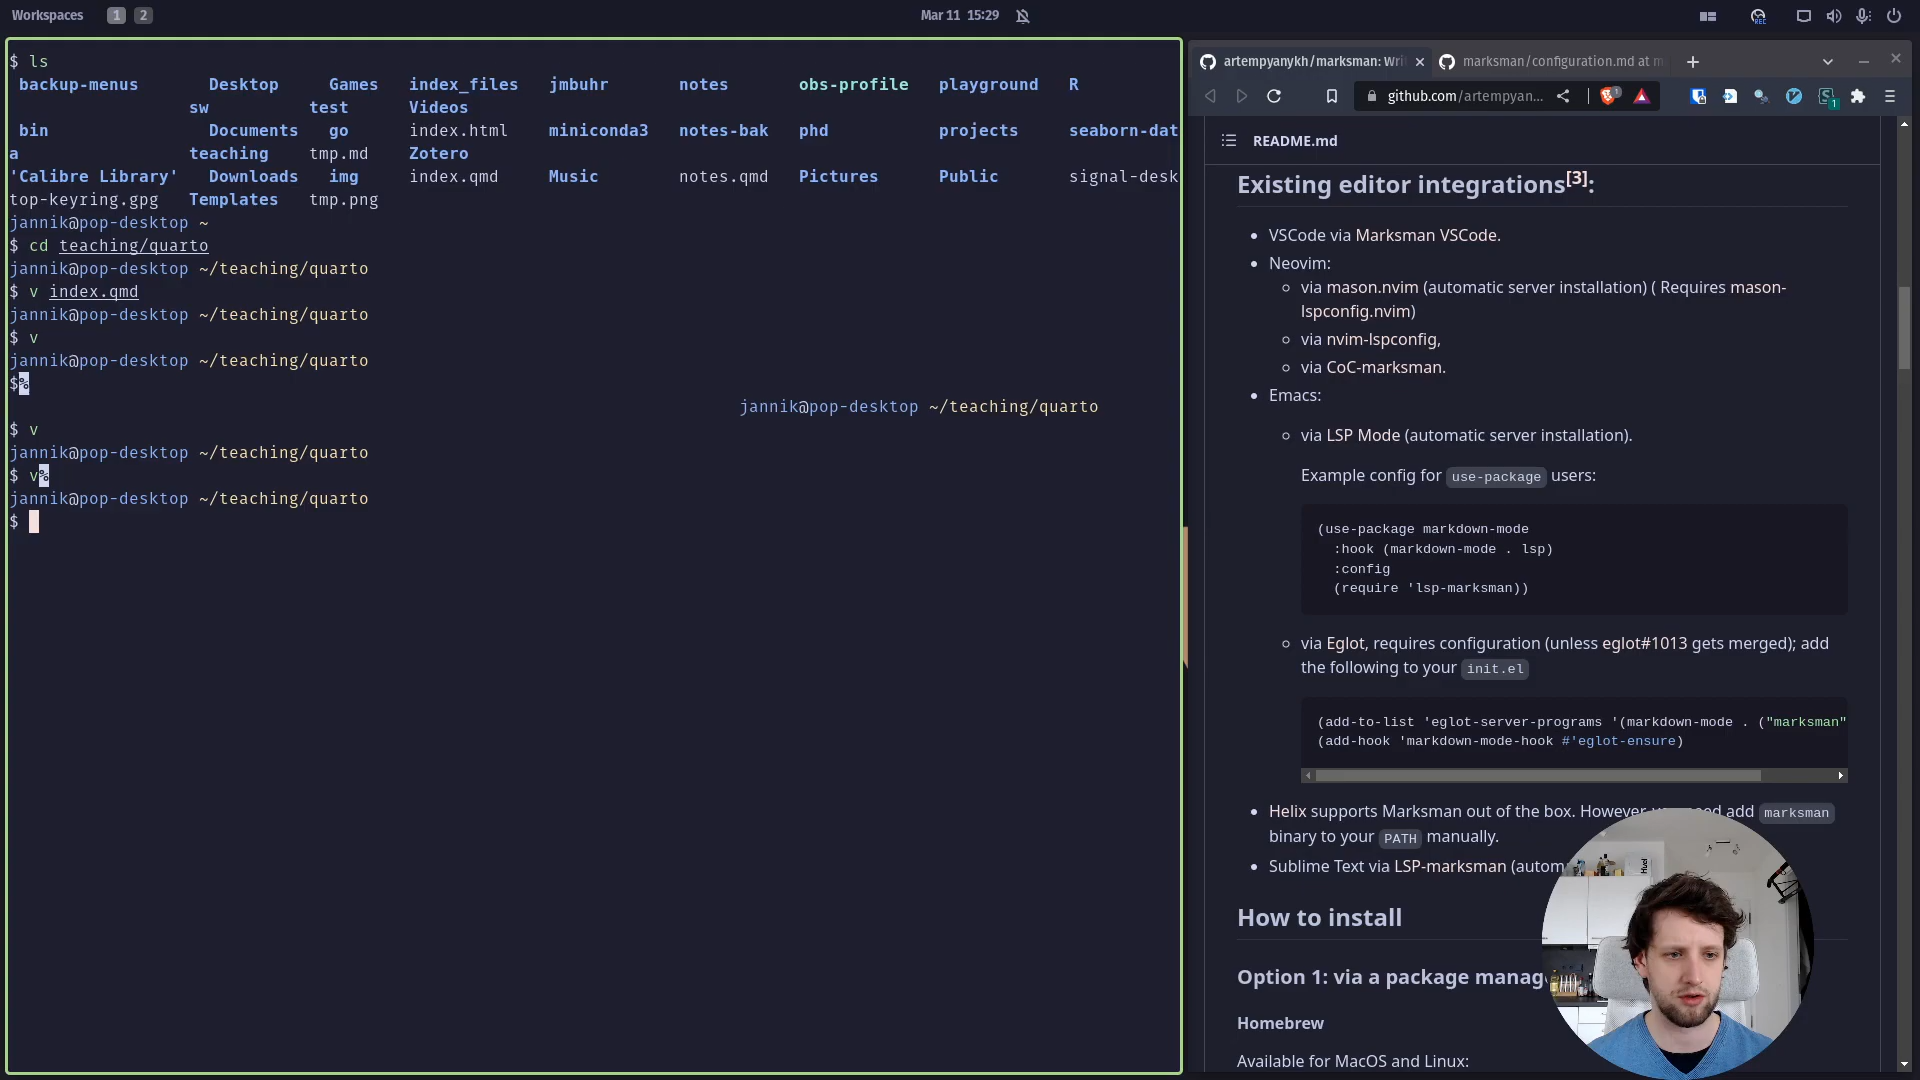 Workspaces 1 2 Mar 11 15:29
$ ls
backup-menus Desktop Games index_files jmbuhr notes obs-profile playground R
sw test Videos
bin Documents go index.html miniconda3 notes-bak phd projects seaborn-dat
a teaching tmp.md Zotero
'Calibre Library' Downloads img index.qmd Music notes.qmd Pictures Public signal-desk
top-keyring.gpg Templates tmp.png
jannik@pop-desktop ~
$ cd teaching/quarto
jannik@pop-desktop ~/teaching/quarto
$ v index.qmd
jannik@pop-desktop ~/teaching/quarto
$ v
jannik@pop-desktop ~/teaching/quarto
$%
jannik@pop-desktop ~/teaching/quarto
$ v
jannik@pop-desktop ~/teaching/quarto
$ v%
jannik@pop-desktop ~/teaching/quarto
$
artempyanykh/marksman: Wri marksman/configuration.md at m
github.com/artempyan...
README.md
Existing editor integrations[3]:
VSCode via Marksman VSCode.
Neovim:
via mason.nvim (automatic server installation) ( Requires mason-
lspconfig.nvim)
via nvim-lspconfig,
via CoC-marksman.
Emacs:
via LSP Mode (automatic server installation).
Example config for use-package users:
(use-package markdown-mode
:hook (markdown-mode . lsp)
:config
(require 'lsp-marksman))
via Eglot, requires configuration (unless eglot#1013 gets merged); add
the following to your init.el
(add-to-list 'eglot-server-programs '(markdown-mode . ("marksman"
(add-hook 'markdown-mode-hook #'eglot-ensure)
Helix supports Marksman out of the box. However, add marksman
binary to your PATH manually.
Sublime Text via LSP-marksman (autom
How to install
Option 1: via a package manag
Homebrew
Available for MacOS and Linux: